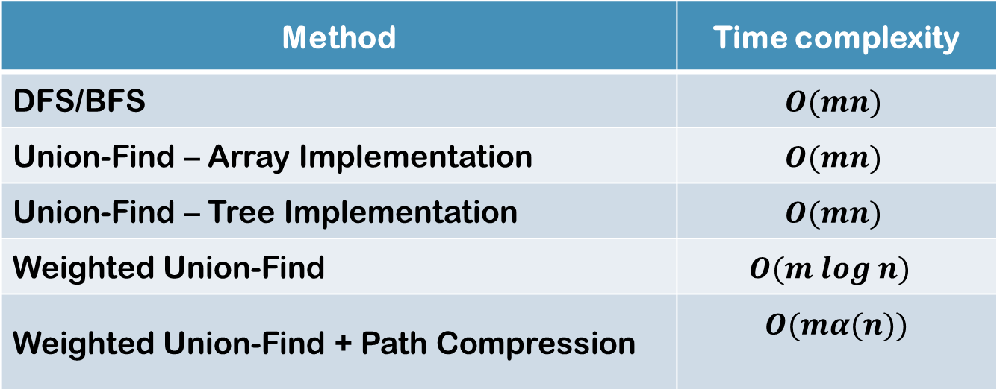 Method Time complexity
DFS/BFS O(mn)
Union-Find – Array Implementation O(mn)
Union-Find – Tree Implementation O(mn)
Weighted Union-Find O(m log n)
Weighted Union-Find + Path Compression O(mα(n))